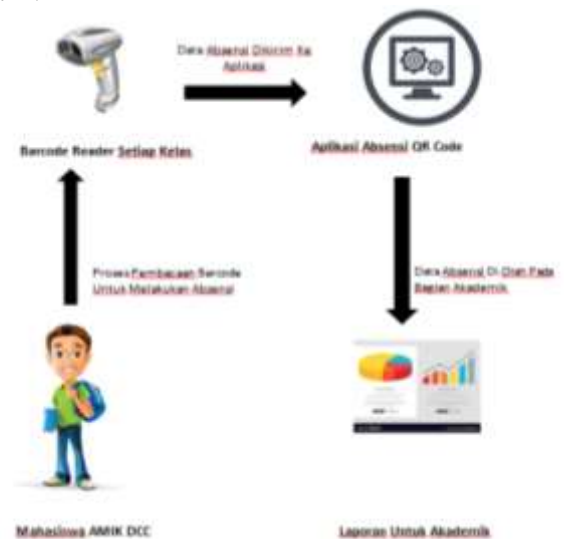 Data Absensi Dikirim Ke
Aplikasi
Barcode Reader Setiap Kelas
Aplikasi Absensi QR Code
Proses Pembacaan Barcode
Untuk Melakukan Absensi
Data Absensi Di Olah Pada
Bagian Akademik
Mahasiswa AMIK DCC
Laporan Untuk Akademik